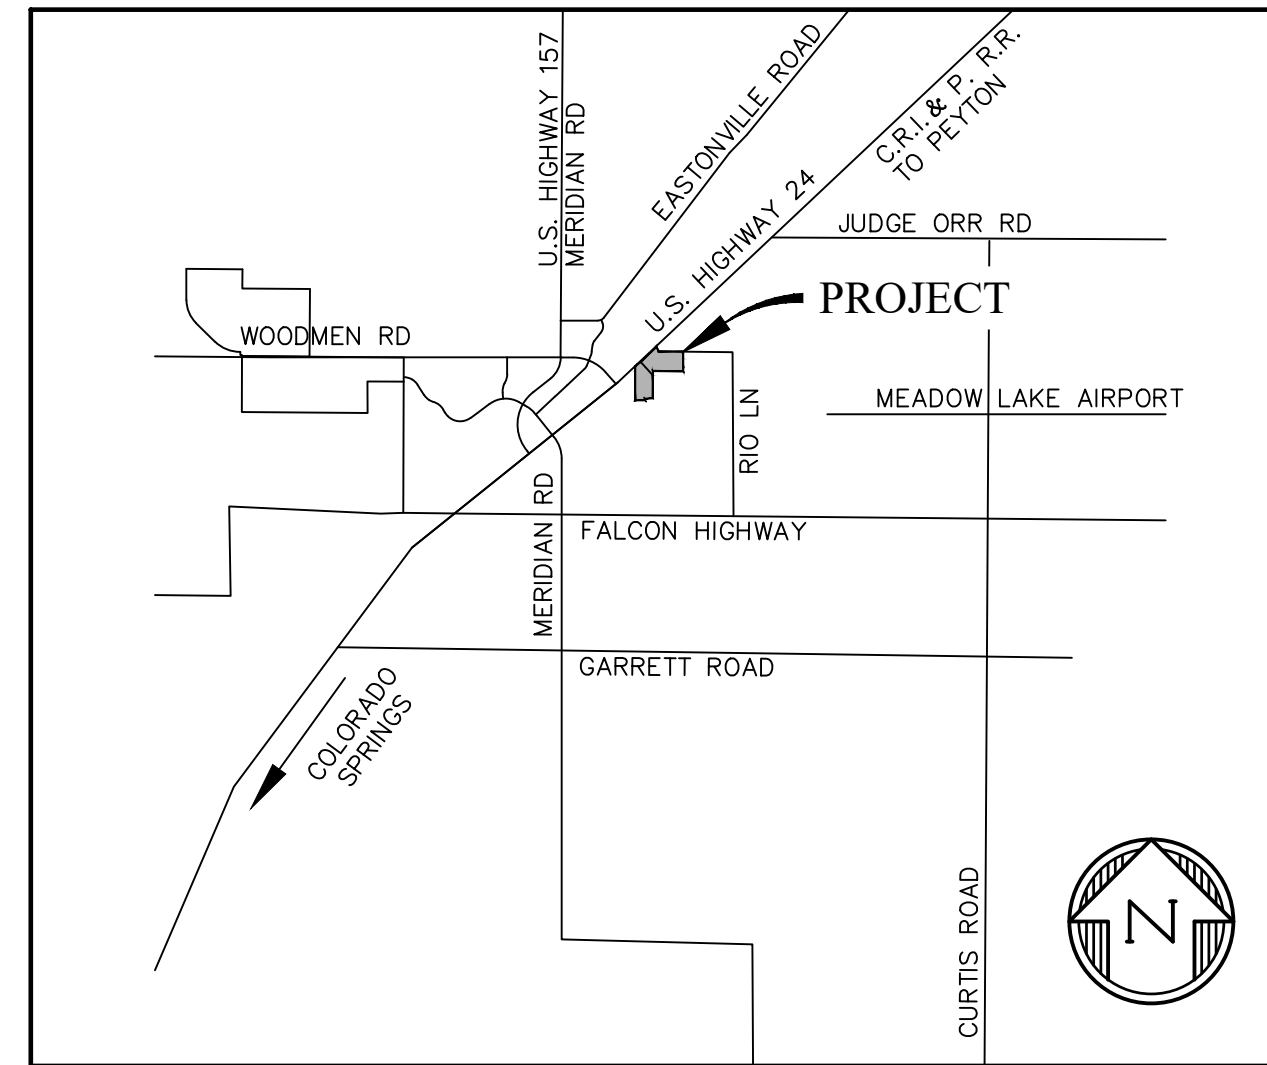 U.S. HIGHWAY 157
MERIDIAN RD
EASTONVILLE ROAD
C.R.I. & P. R.R.
TO PEYTON
U.S. HIGHWAY 24
JUDGE ORR RD
PROJECT
WOODMEN RD
MEADOW LAKE AIRPORT
RIO LN
MERIDIAN RD
FALCON HIGHWAY
GARRETT ROAD
COLORADO
SPRINGS
CURTIS ROAD
N